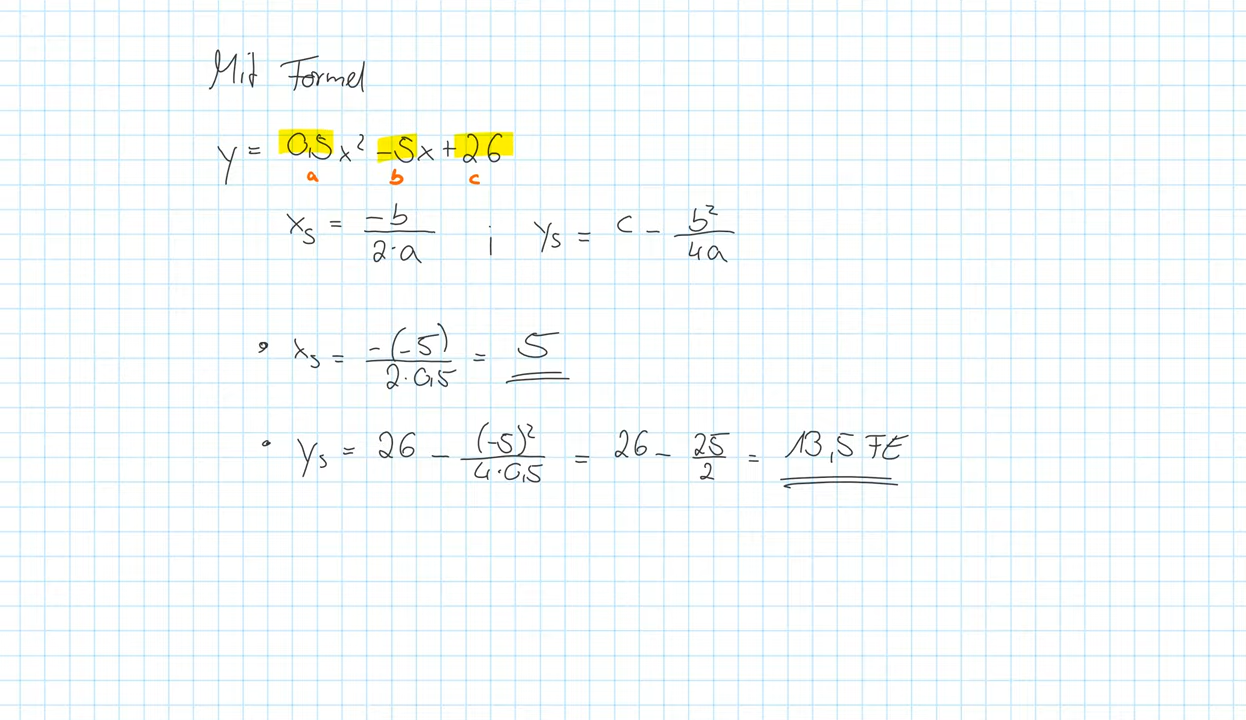 Mit Formel
y = 0,5x² -5x + 26
a b c
xₛ = -b / 2·a ; yₛ = c - b² / 4a
• xₛ = -(-5) / 2·0,5 = 5
• yₛ = 26 - (-5)² / 4·0,5 = 26 - 25 / 2 = 13,5 FE